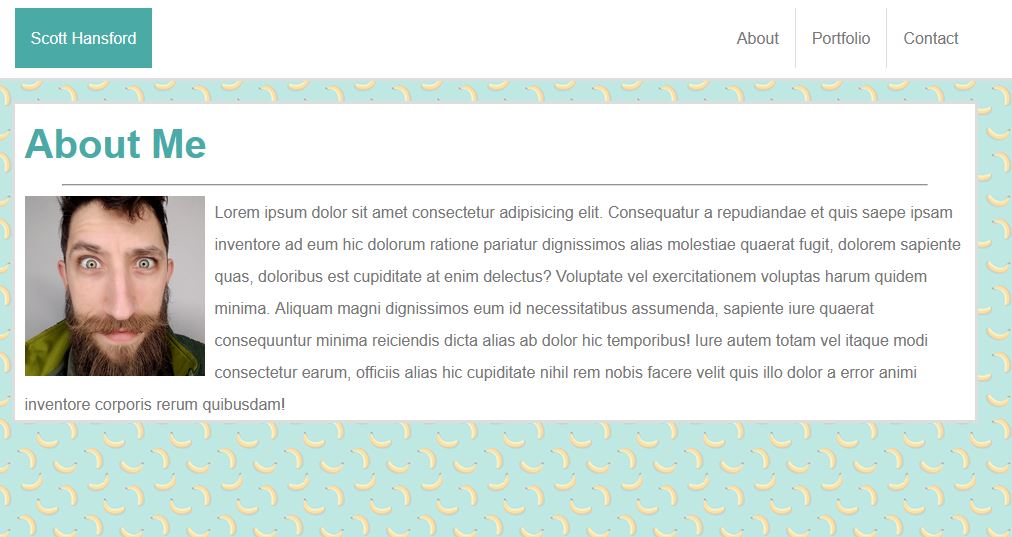 Scott Hansford
About
Portfolio
Contact
About Me
Lorem ipsum dolor sit amet consectetur adipisicing elit. Consequatur a repudiandae et quis saepe ipsam
inventore ad eum hic dolorum ratione pariatur dignissimos alias molestiae quaerat fugit, dolorem sapiente
quas, doloribus est cupiditate at enim delectus? Voluptate vel exercitationem voluptas harum quidem
minima. Aliquam magni dignissimos eum id necessitatibus assumenda, sapiente iure quaerat
consequuntur minima reiciendis dicta alias ab dolor hic temporibus! Iure autem totam vel itaque modi
consectetur earum, officiis alias hic cupiditate nihil rem nobis facere velit quis illo dolor a error animi
inventore corporis rerum quibusdam!